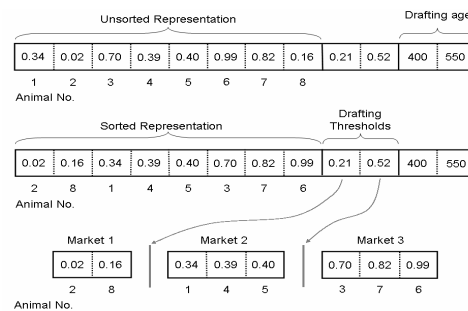 Unsorted Representation Drafting age
0.34 0.02 0.70 0.39 0.40 0.99 0.82 0.16 0.21 0.52 400 550
1 2 3 4 5 6 7 8
Animal No.
Sorted Representation
Drafting
Thresholds
0.02 0.16 0.34 0.39 0.40 0.70 0.82 0.99 0.21 0.52 400 550
2 8 1 4 5 3 7 6
Animal No.
Market 1 Market 2 Market 3
0.02 0.16 0.34 0.39 0.40 0.70 0.82 0.99
2 8 1 4 5 3 7 6
Animal No.